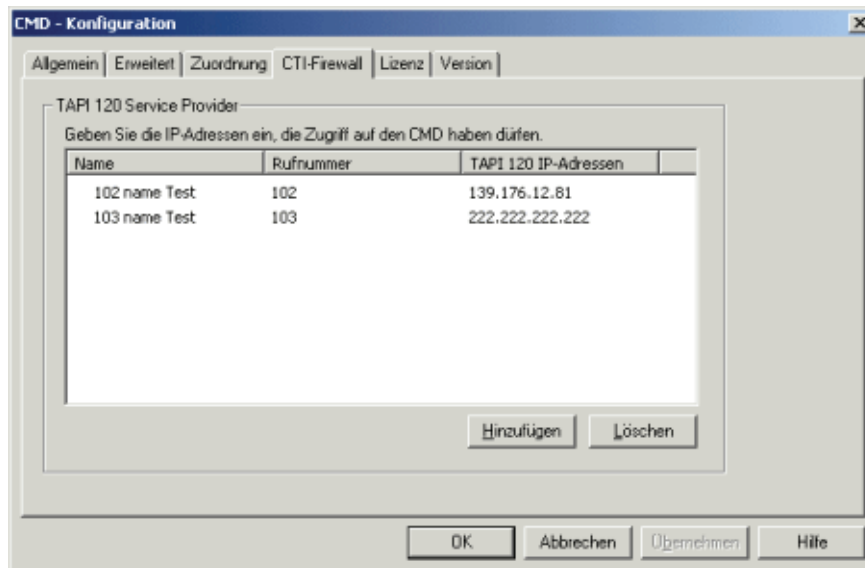 CMD - Konfiguration
Allgemein Erweitert Zuordnung CTI-Firewall Lizenz Version
TAPI 120 Service Provider
Geben Sie die IP-Adressen ein, die Zugriff auf den CMD haben dürfen.
Name Rufnummer TAPI 120 IP-Adressen
102 name Test 102 139.176.12.81
103 name Test 103 222.222.222.222
Hinzufügen Löschen
OK Abbrechen Übernehmen Hilfe